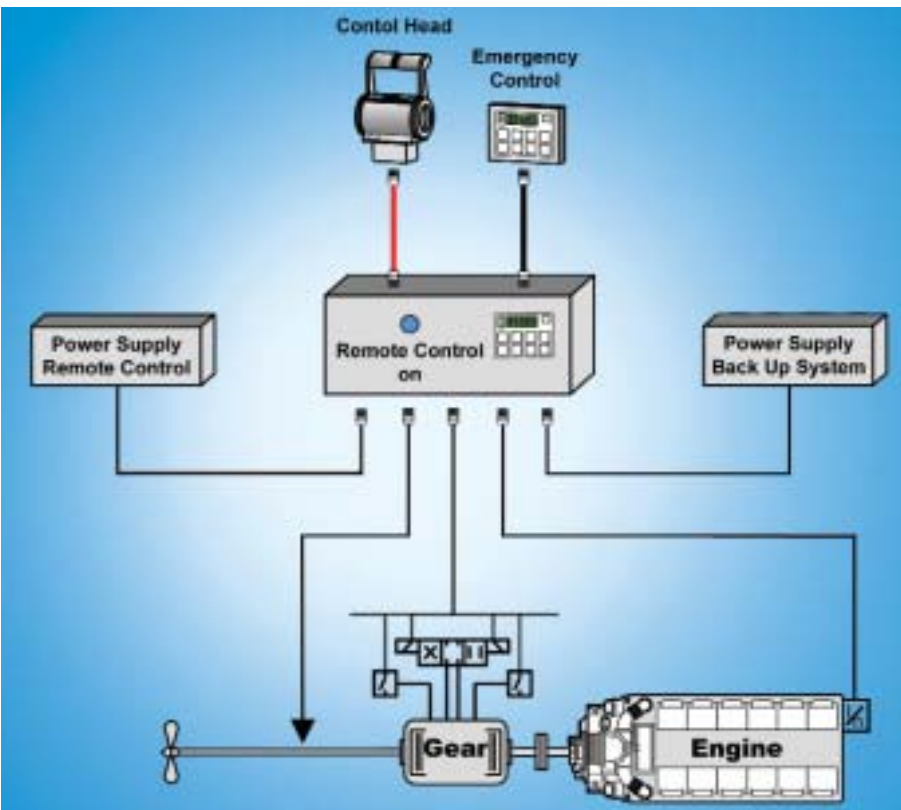 Contol Head
Emergency
Control
Power Supply
Remote Control
Remote Control
on
Power Supply
Back Up System
Gear
Engine